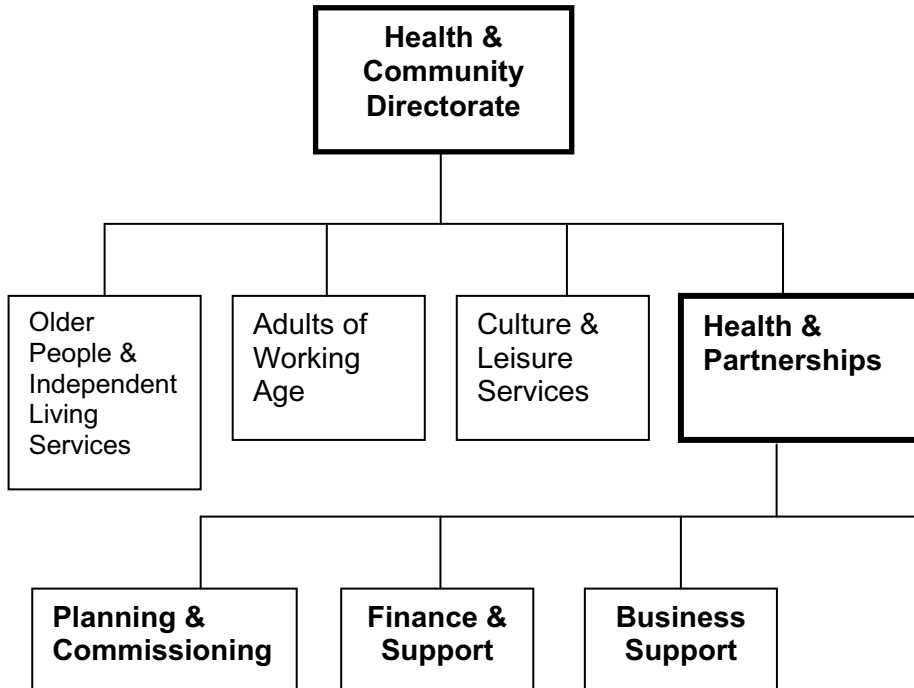 Health &
Community
Directorate
Older
People &
Independent
Living
Services
Adults of
Working
Age
Culture &
Leisure
Services
Health &
Partnerships
Planning &
Commissioning
Finance &
Support
Business
Support